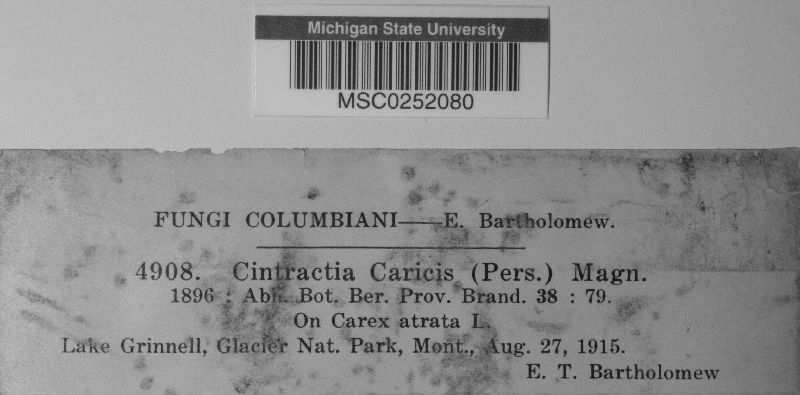 Michigan State University
MSC0252080
FUNGI COLUMBIANI—E. Bartholomew.
4908. Cintractia Caricis (Pers.) Magn.
1896 : Abh. Bot. Ber. Prov. Brand. 38 : 79.
On Carex atrata L.
Lake Grinnell, Glacier Nat. Park, Mont., Aug. 27, 1915.
E. T. Bartholomew